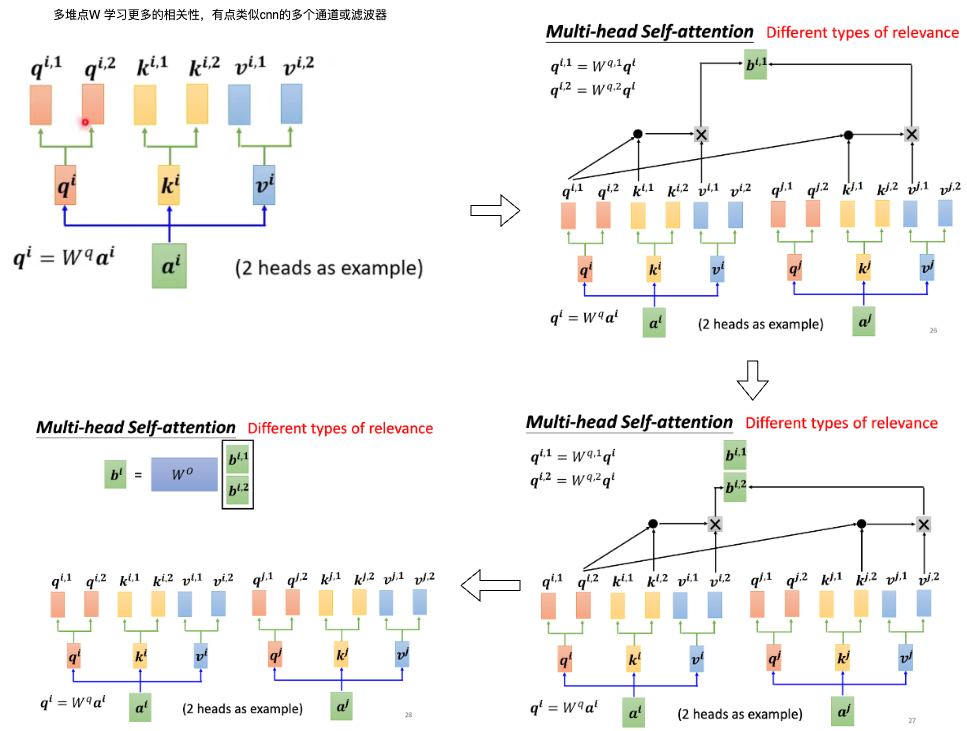 多堆点W 学习更多的相关性，有点类似cnn的多个通道或滤波器
q^{i,1} q^{i,2} k^{i,1} k^{i,2} v^{i,1} v^{i,2}
q^i k^i v^i
q^i = W^q a^i
a^i
(2 heads as example)
Multi-head Self-attention Different types of relevance
q^{i,1} = W^{q,1} q^i
q^{i,2} = W^{q,2} q^i
b^{i,1}
q^{i,1} q^{i,2} k^{i,1} k^{i,2} v^{i,1} v^{i,2} q^{j,1} q^{j,2} k^{j,1} k^{j,2} v^{j,1} v^{j,2}
q^i k^i v^i q^j k^j v^j
q^i = W^q a^i
a^i (2 heads as example) a^j
26
Multi-head Self-attention Different types of relevance
q^{i,1} = W^{q,1} q^i
q^{i,2} = W^{q,2} q^i
b^{i,1}
b^{i,2}
q^{i,1} q^{i,2} k^{i,1} k^{i,2} v^{i,1} v^{i,2} q^{j,1} q^{j,2} k^{j,1} k^{j,2} v^{j,1} v^{j,2}
q^i k^i v^i q^j k^j v^j
q^i = W^q a^i
a^i (2 heads as example) a^j
27
Multi-head Self-attention Different types of relevance
b^i = W^O b^{i,1}
b^{i,2}
q^{i,1} q^{i,2} k^{i,1} k^{i,2} v^{i,1} v^{i,2} q^{j,1} q^{j,2} k^{j,1} k^{j,2} v^{j,1} v^{j,2}
q^i k^i v^i q^j k^j v^j
q^i = W^q a^i
a^i (2 heads as example) a^j
28